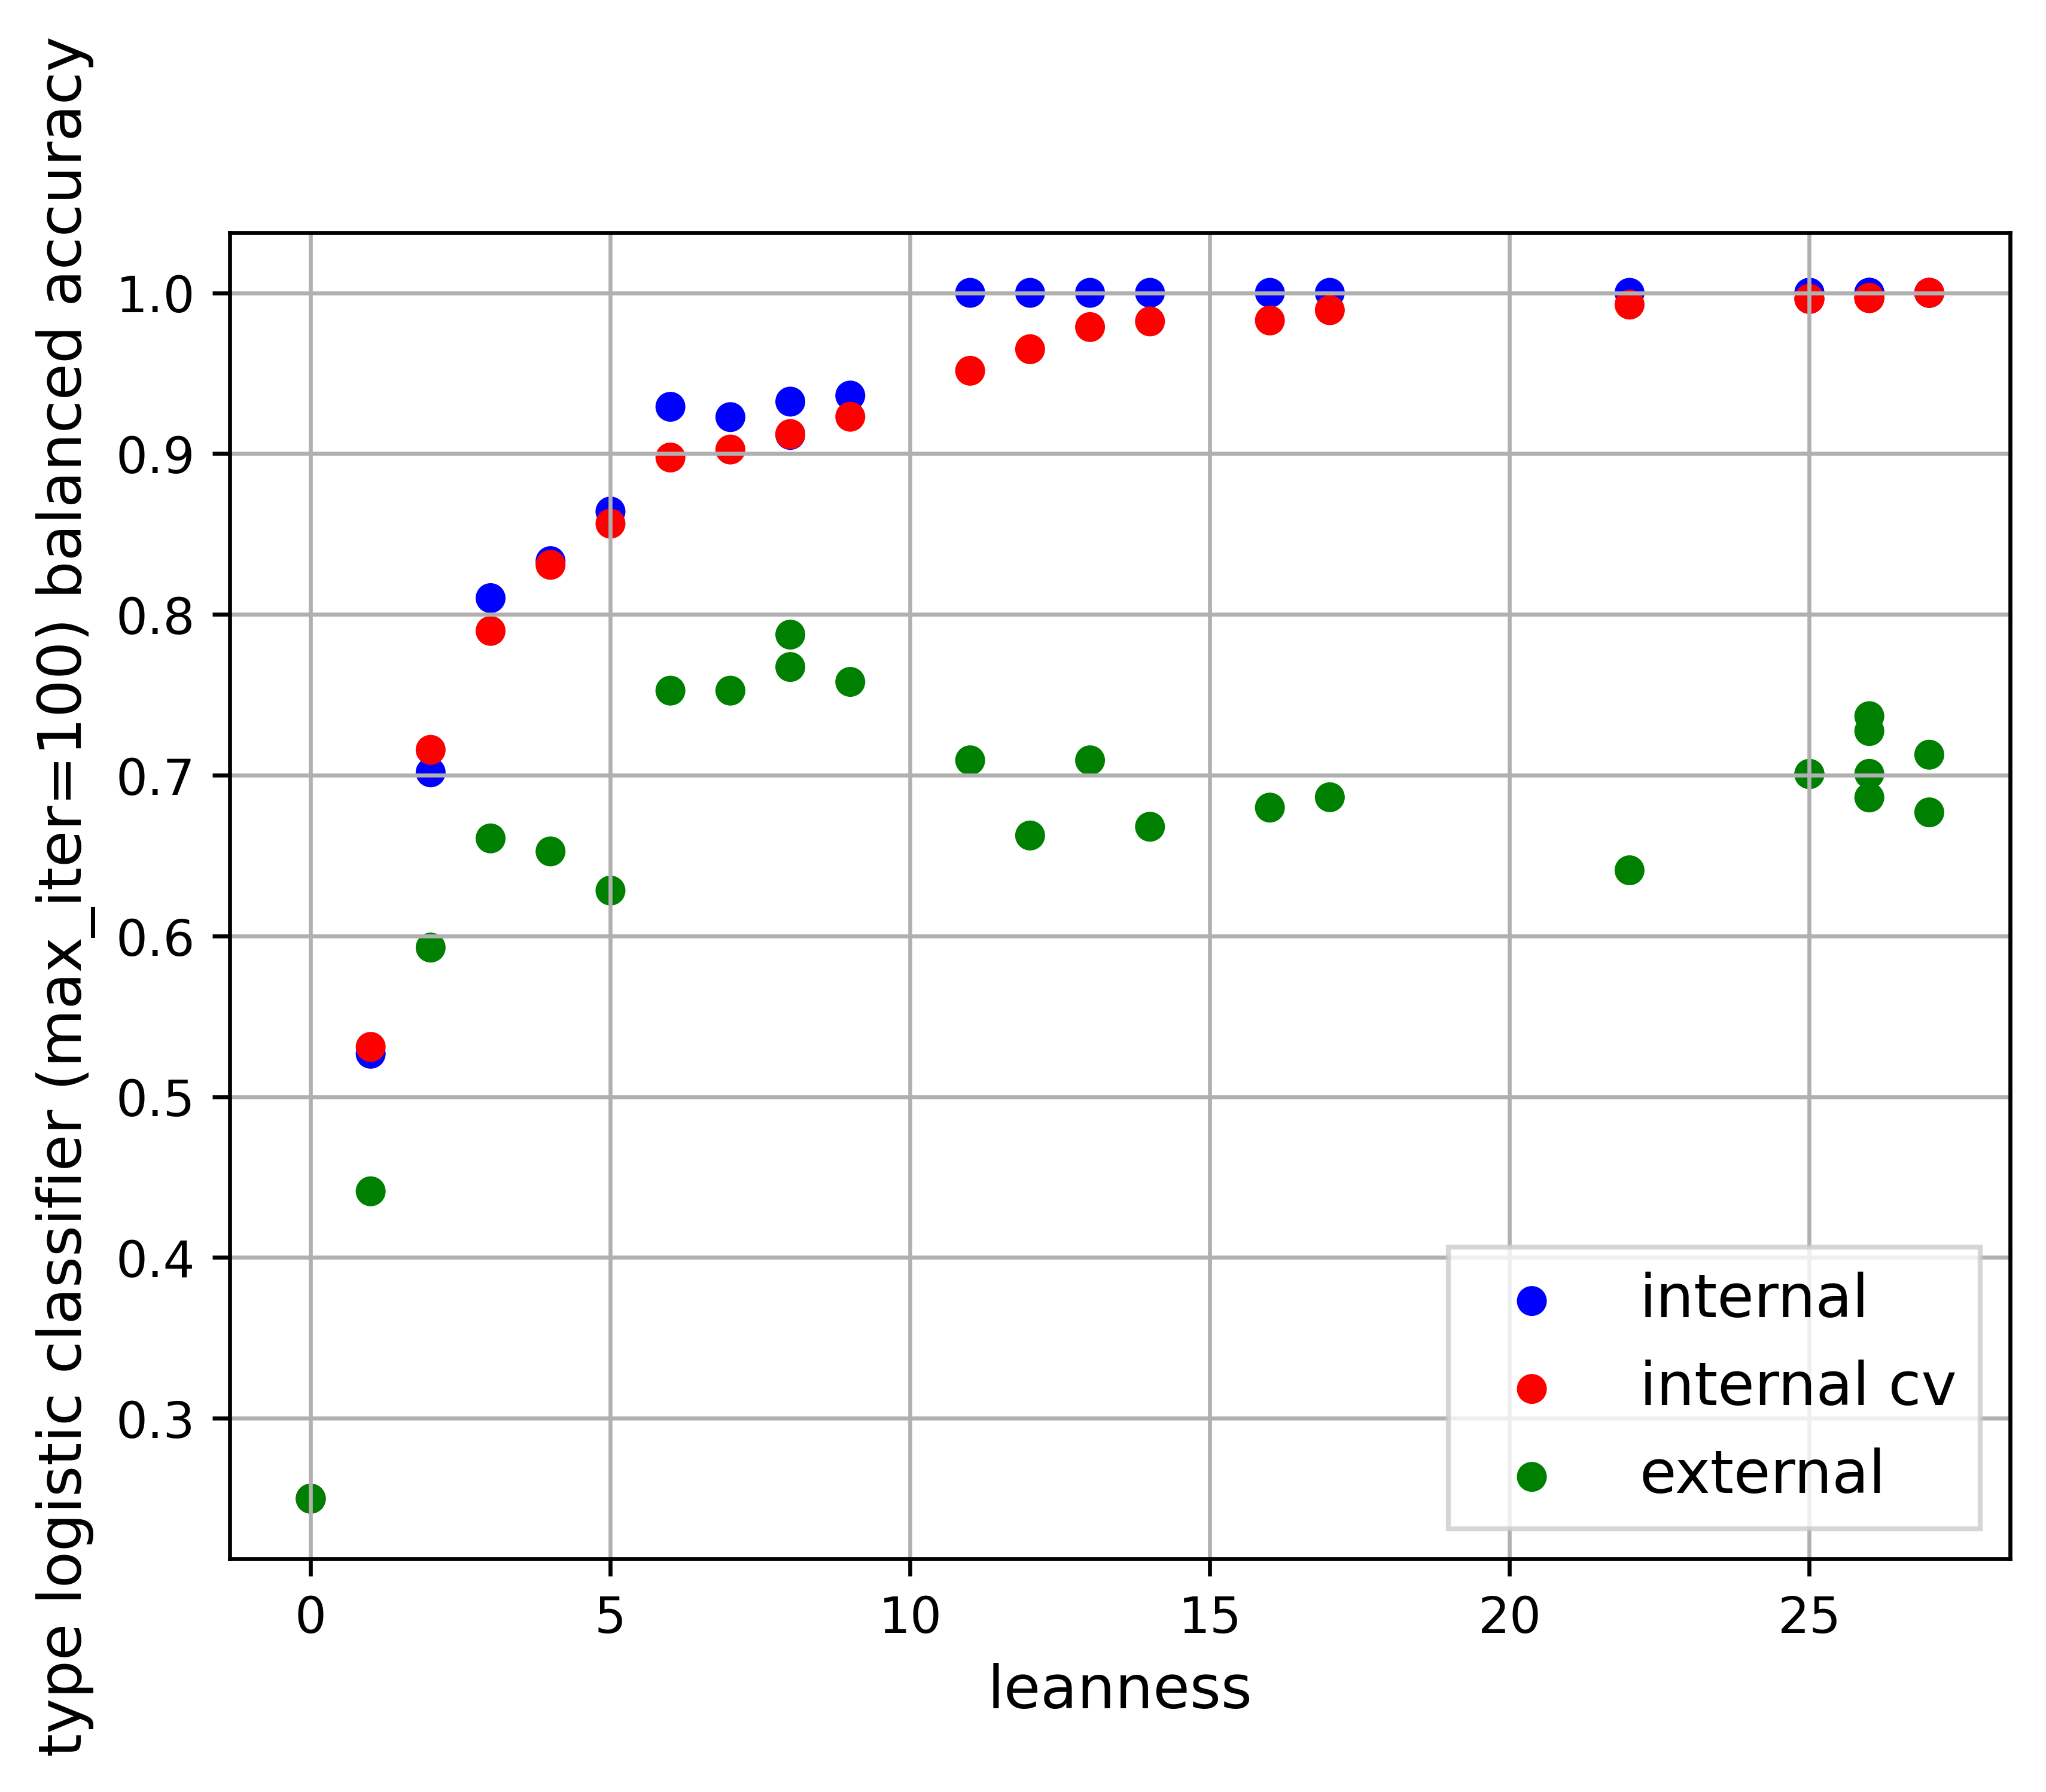 type logistic classifier (max_iter=100) balanced accuracy
1.0
0.9
0.8
0.7
0.6
0.5
0.4
0.3
0 5 10 15 20 25
leanness
internal
internal cv
external